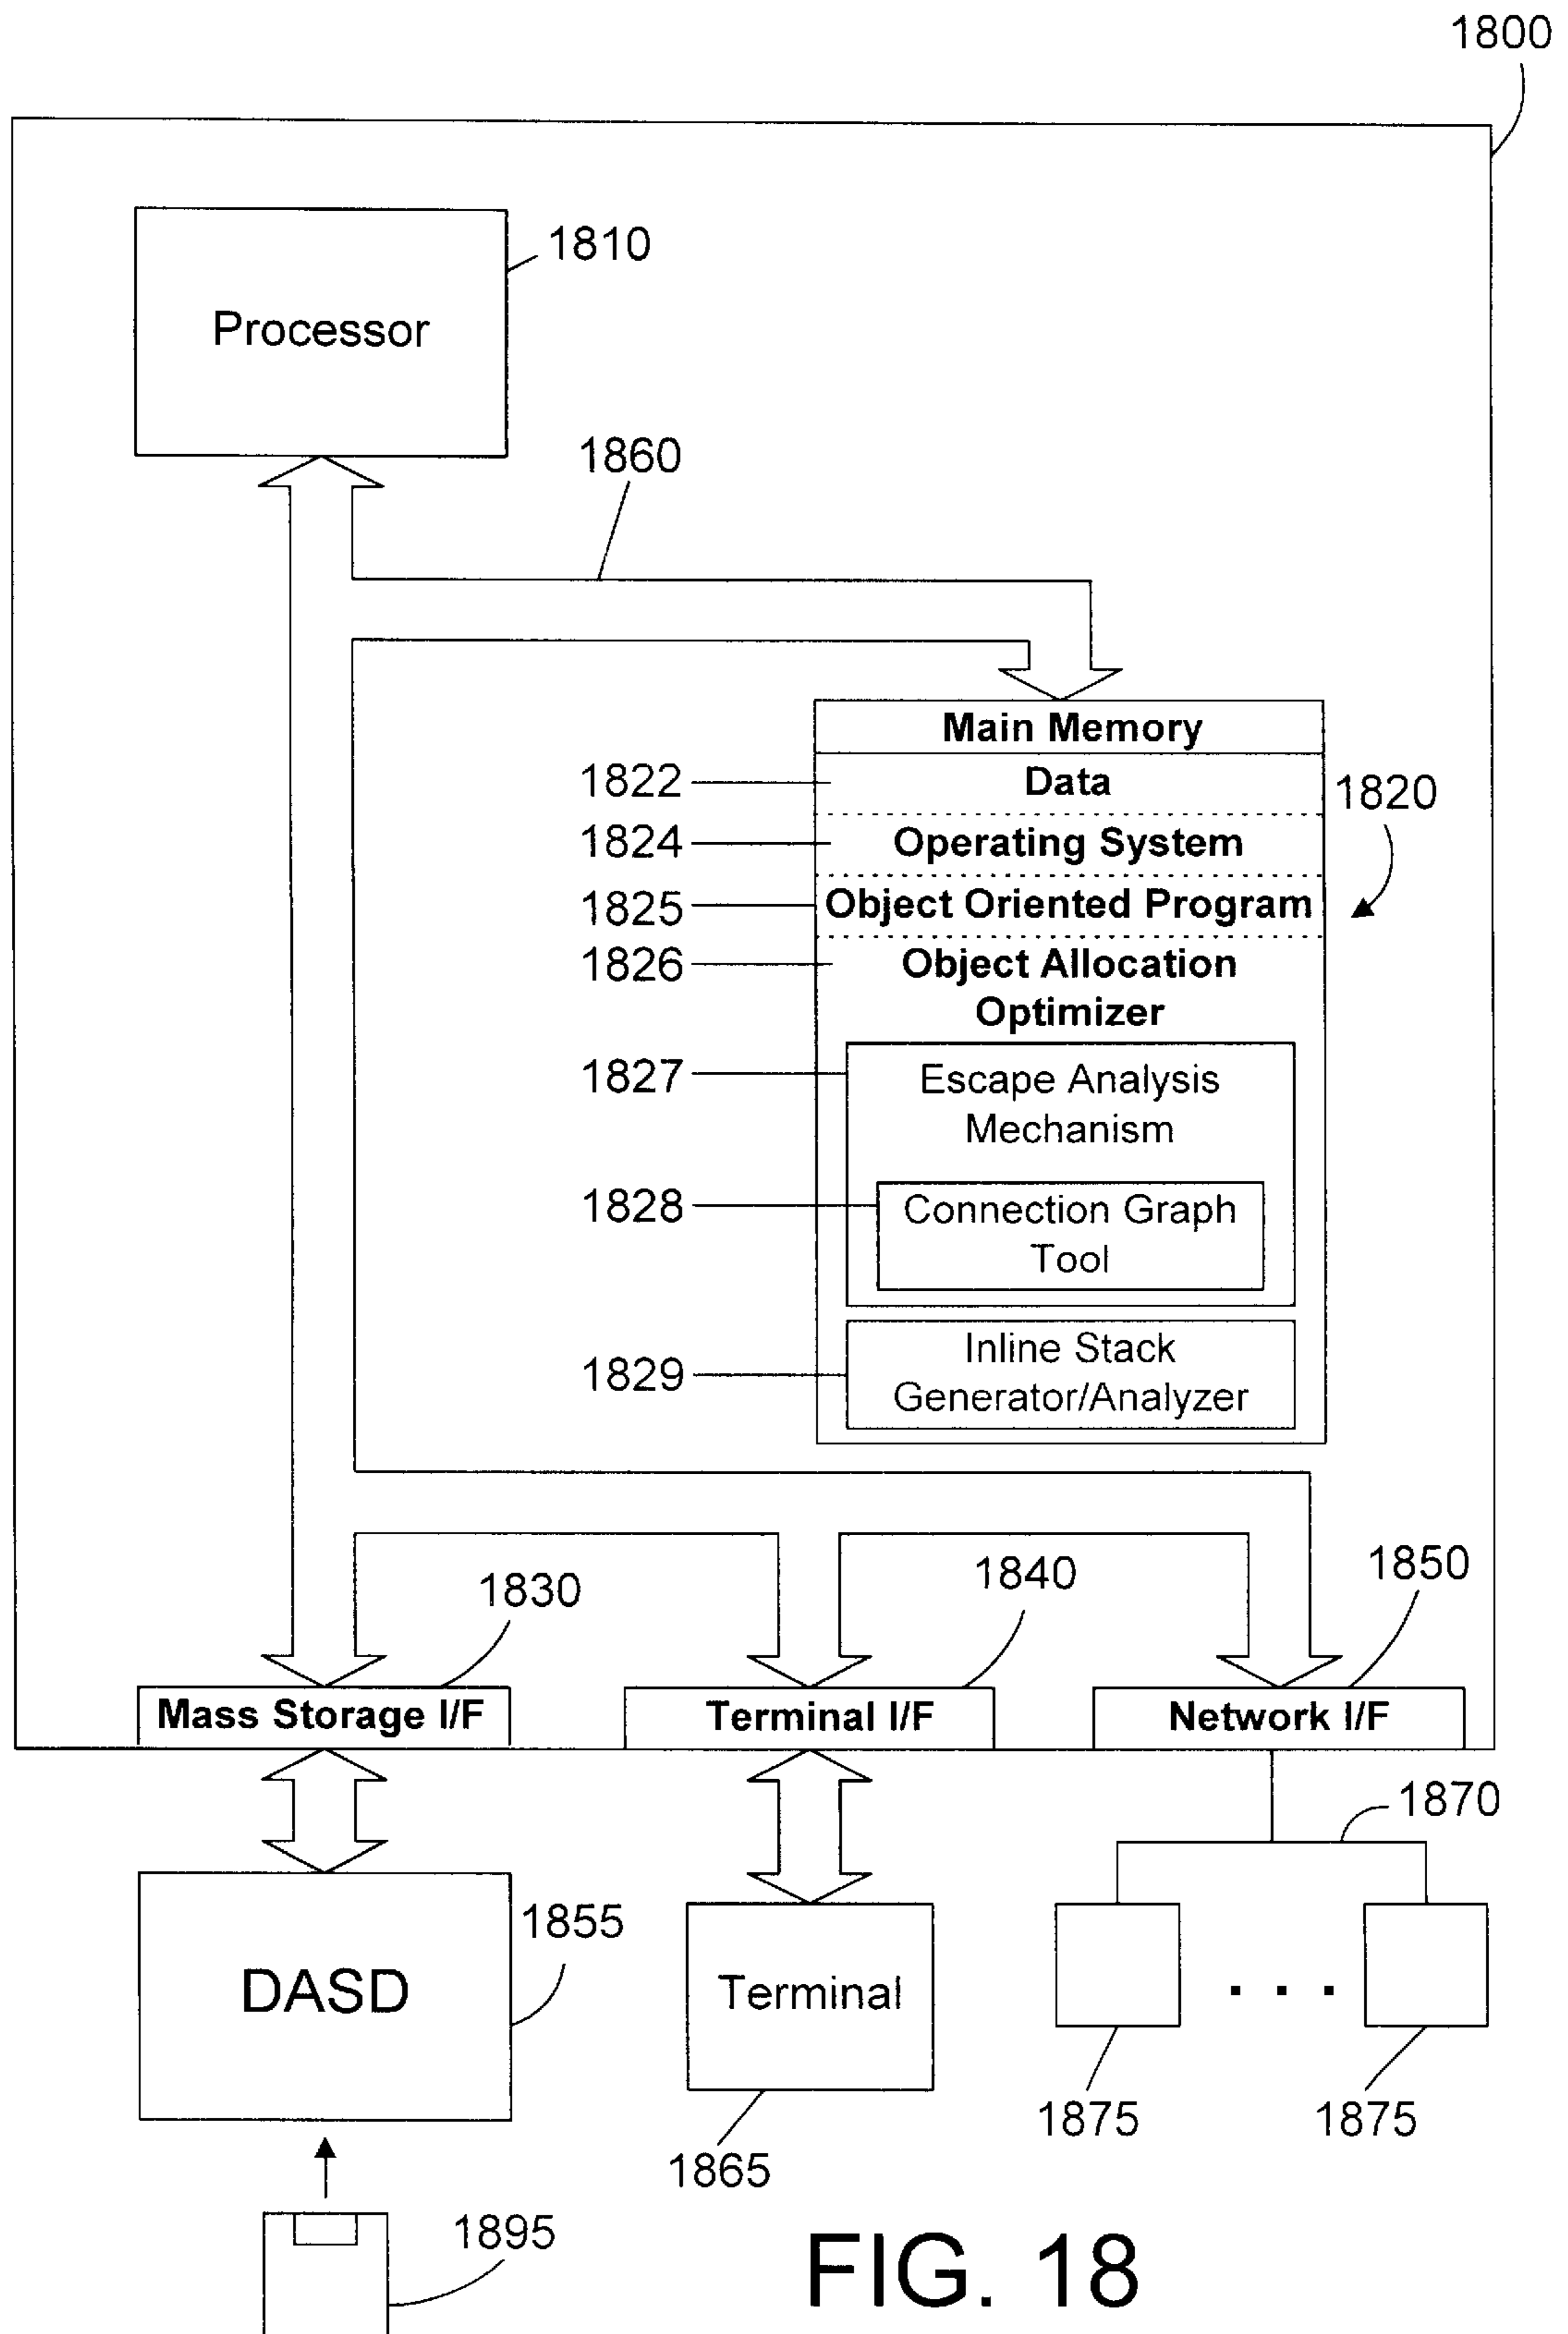 1800
1810
Processor
1860
Main Memory
1822
Data
1820
1824
Operating System
1825
Object Oriented Program
1826
Object Allocation
Optimizer
1827
Escape Analysis
Mechanism
1828
Connection Graph
Tool
1829
Inline Stack
Generator/Analyzer
1830
1840
1850
Mass Storage I/F
Terminal I/F
Network I/F
1870
1855
DASD
Terminal
. . .
1875
1875
1865
1895
FIG. 18